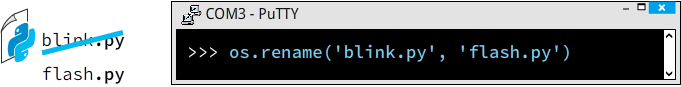 blink.py
flash.py
COM3 - PuTTY
>>> os.rename('blink.py', 'flash.py')